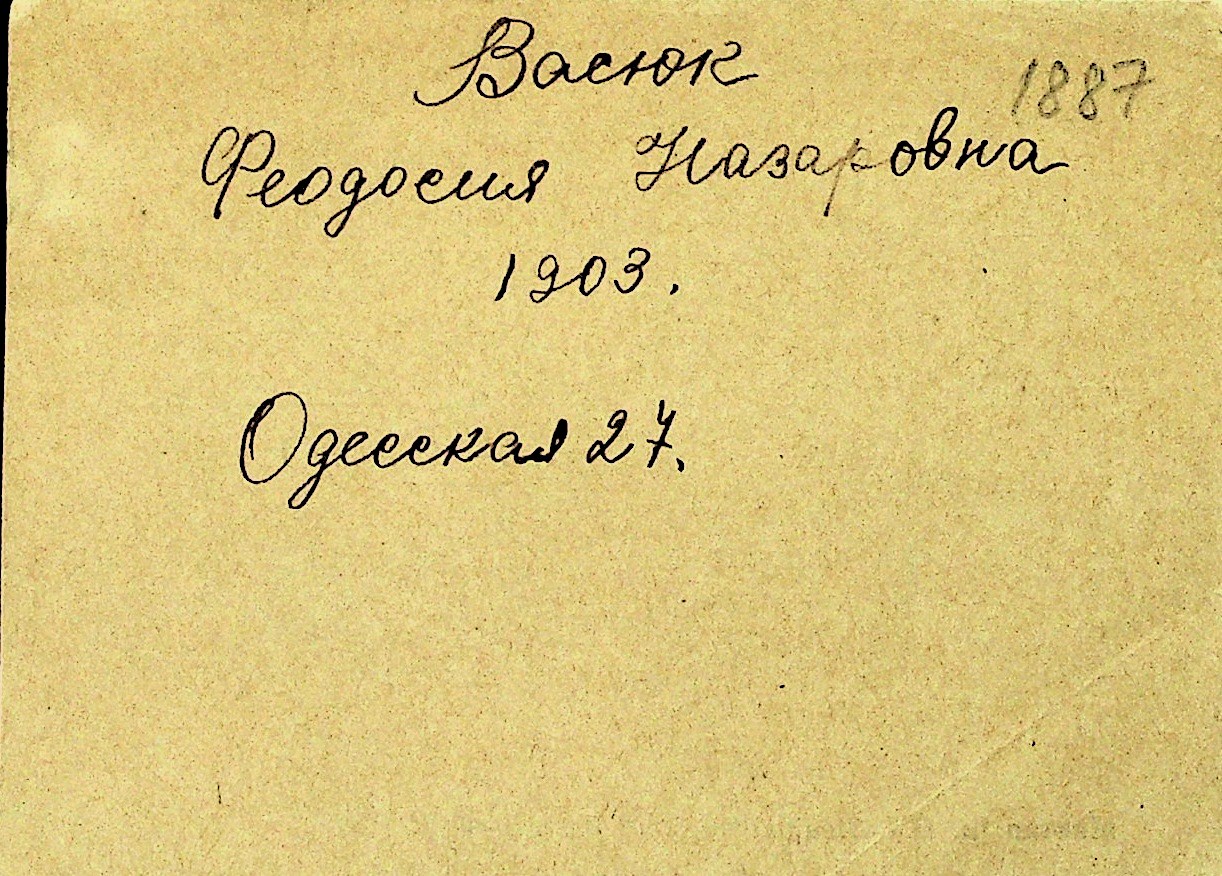 Васюк
1887
Феодосия Назаровна
1903.
Одесская 27.